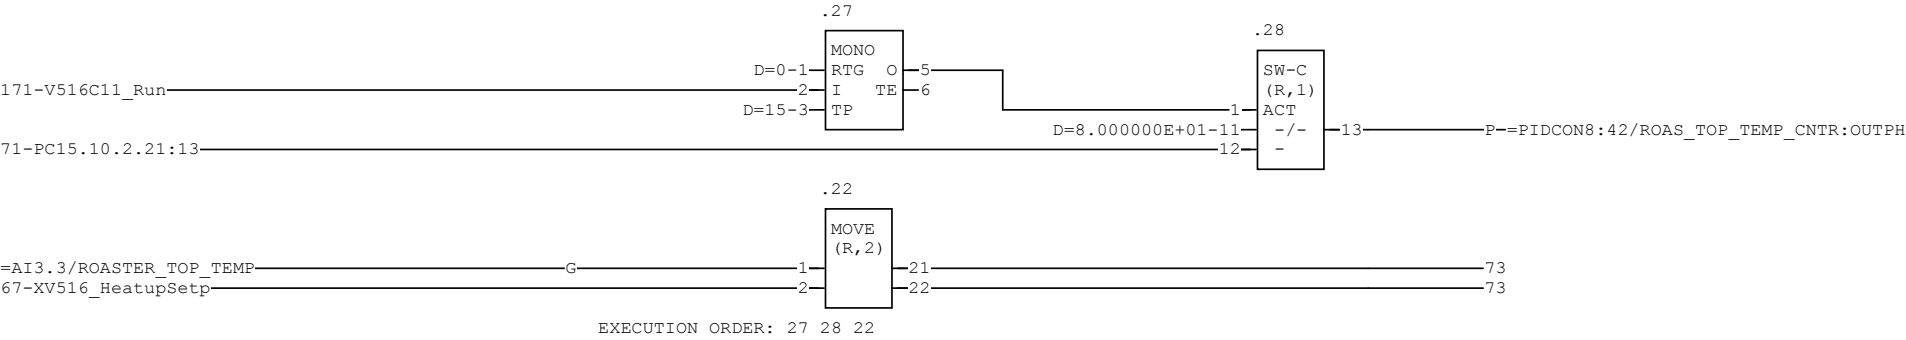 .27
.28
MONO
SW-C
D=0-1 RTG O 5
(R,1)
171-V516C11_Run 2 I TE 6
D=15-3 TP
1 ACT
D=8.000000E+01-11 -/- 13 P-=PIDCON8:42/ROAS_TOP_TEMP_CNTR:OUTPH
71-PC15.10.2.21:13 12 -
.22
MOVE
(R,2)
=AI3.3/ROASTER_TOP_TEMP G 1 21 73
67-XV516_HeatupSetp 2 22 73
EXECUTION ORDER: 27 28 22